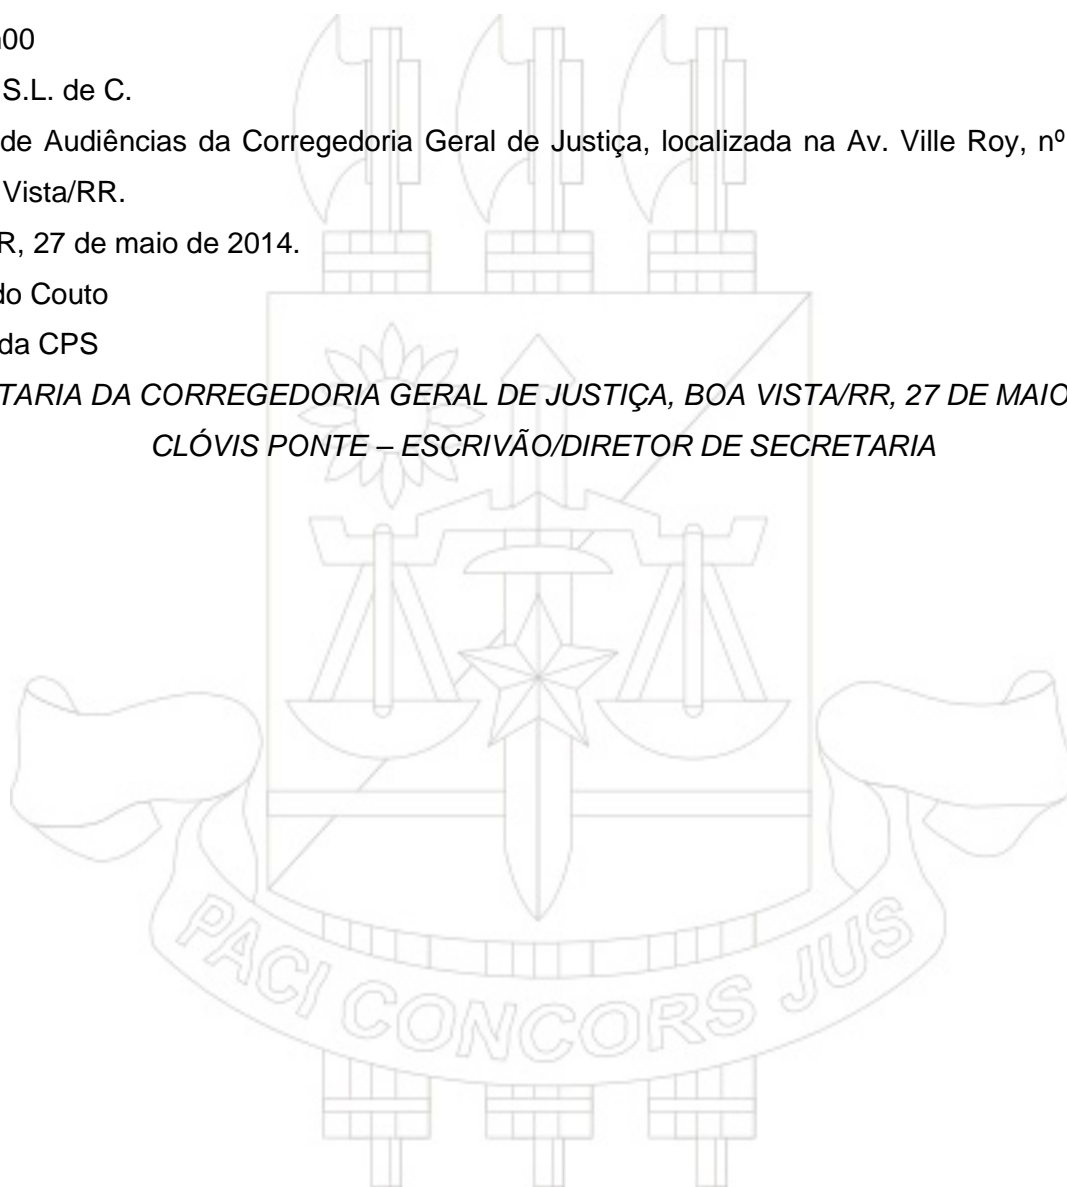 h00
S.L. de C.
de Audiências da Corregedoria Geral de Justiça, localizada na Av. Ville Roy, nº
Vista/RR.
R, 27 de maio de 2014.
do Couto
da CPS
TARIA DA CORREGEDORIA GERAL DE JUSTIÇA, BOA VISTA/RR, 27 DE MAIO
CLÓVIS PONTE – ESCRIVÃO/DIRETOR DE SECRETARIA
PACI CONCORS JUS